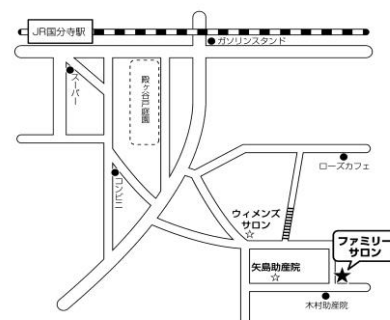 JR国分寺駅
ガソリンスタンド
スーパー
殿ヶ谷戸庭園
コンビニ
ローズカフェ
ウィメンズ
サロン
ファミリー
サロン
矢島助産院
木村助産院